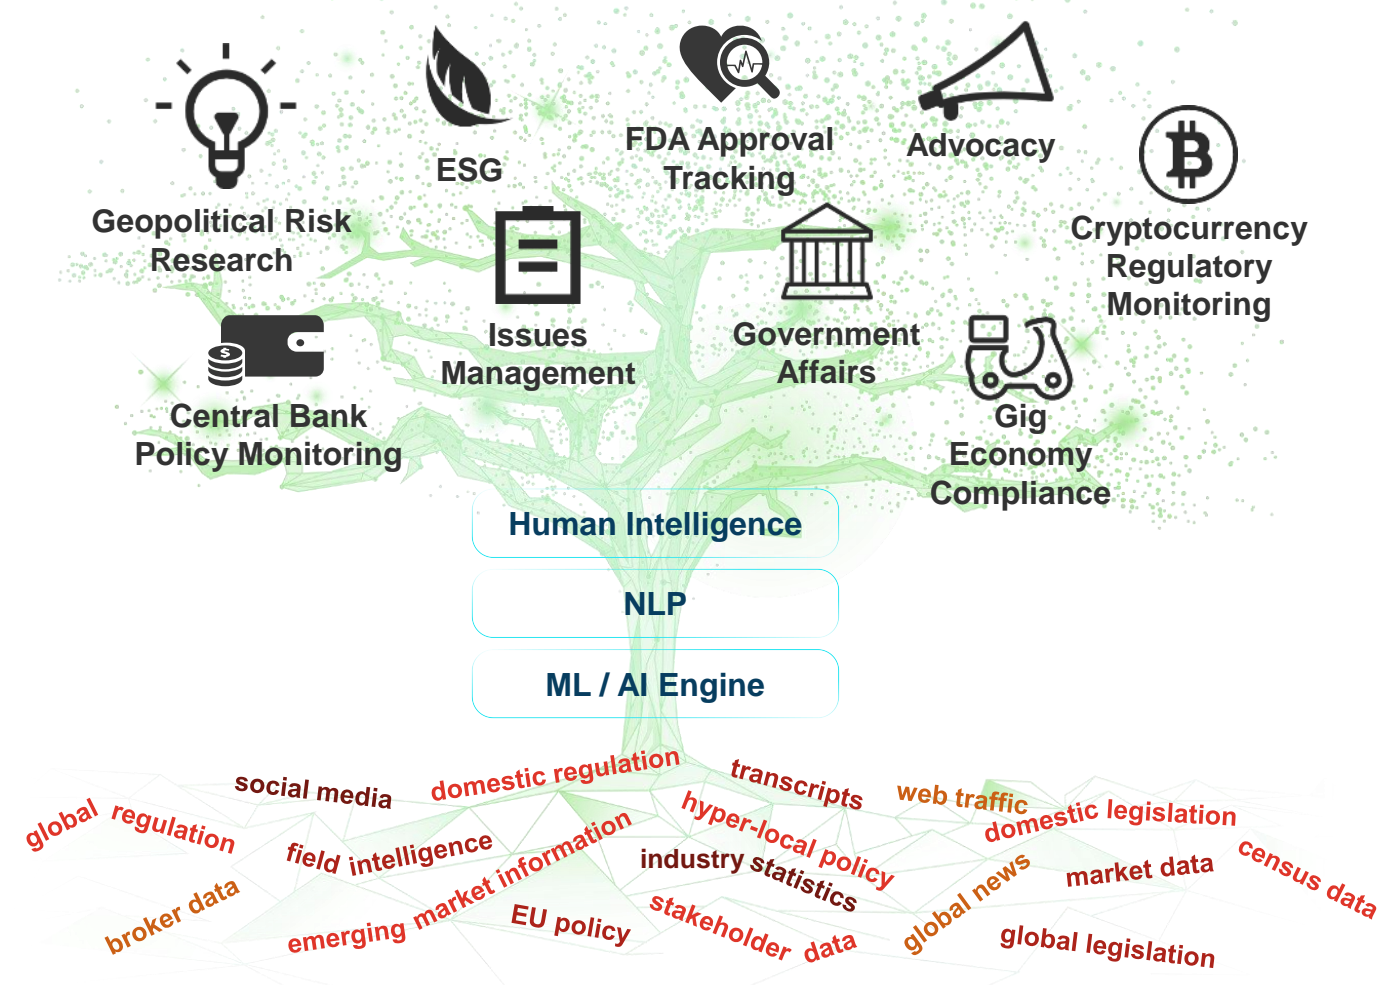 ESG
FDA Approval
Tracking
Advocacy
Geopolitical Risk
Research
Cryptocurrency
Regulatory
Monitoring
Issues
Management
Government
Affairs
Central Bank
Policy Monitoring
Gig
Economy
Compliance
$
Human Intelligence
NLP
ML / AI Engine
social media
domestic regulation
transcripts
web traffic
global regulation
field intelligence
emerging market information
industry statistics
hyper-local policy
domestic legislation
market data
census data
broker data
EU policy
stakeholder data
global news
global legislation